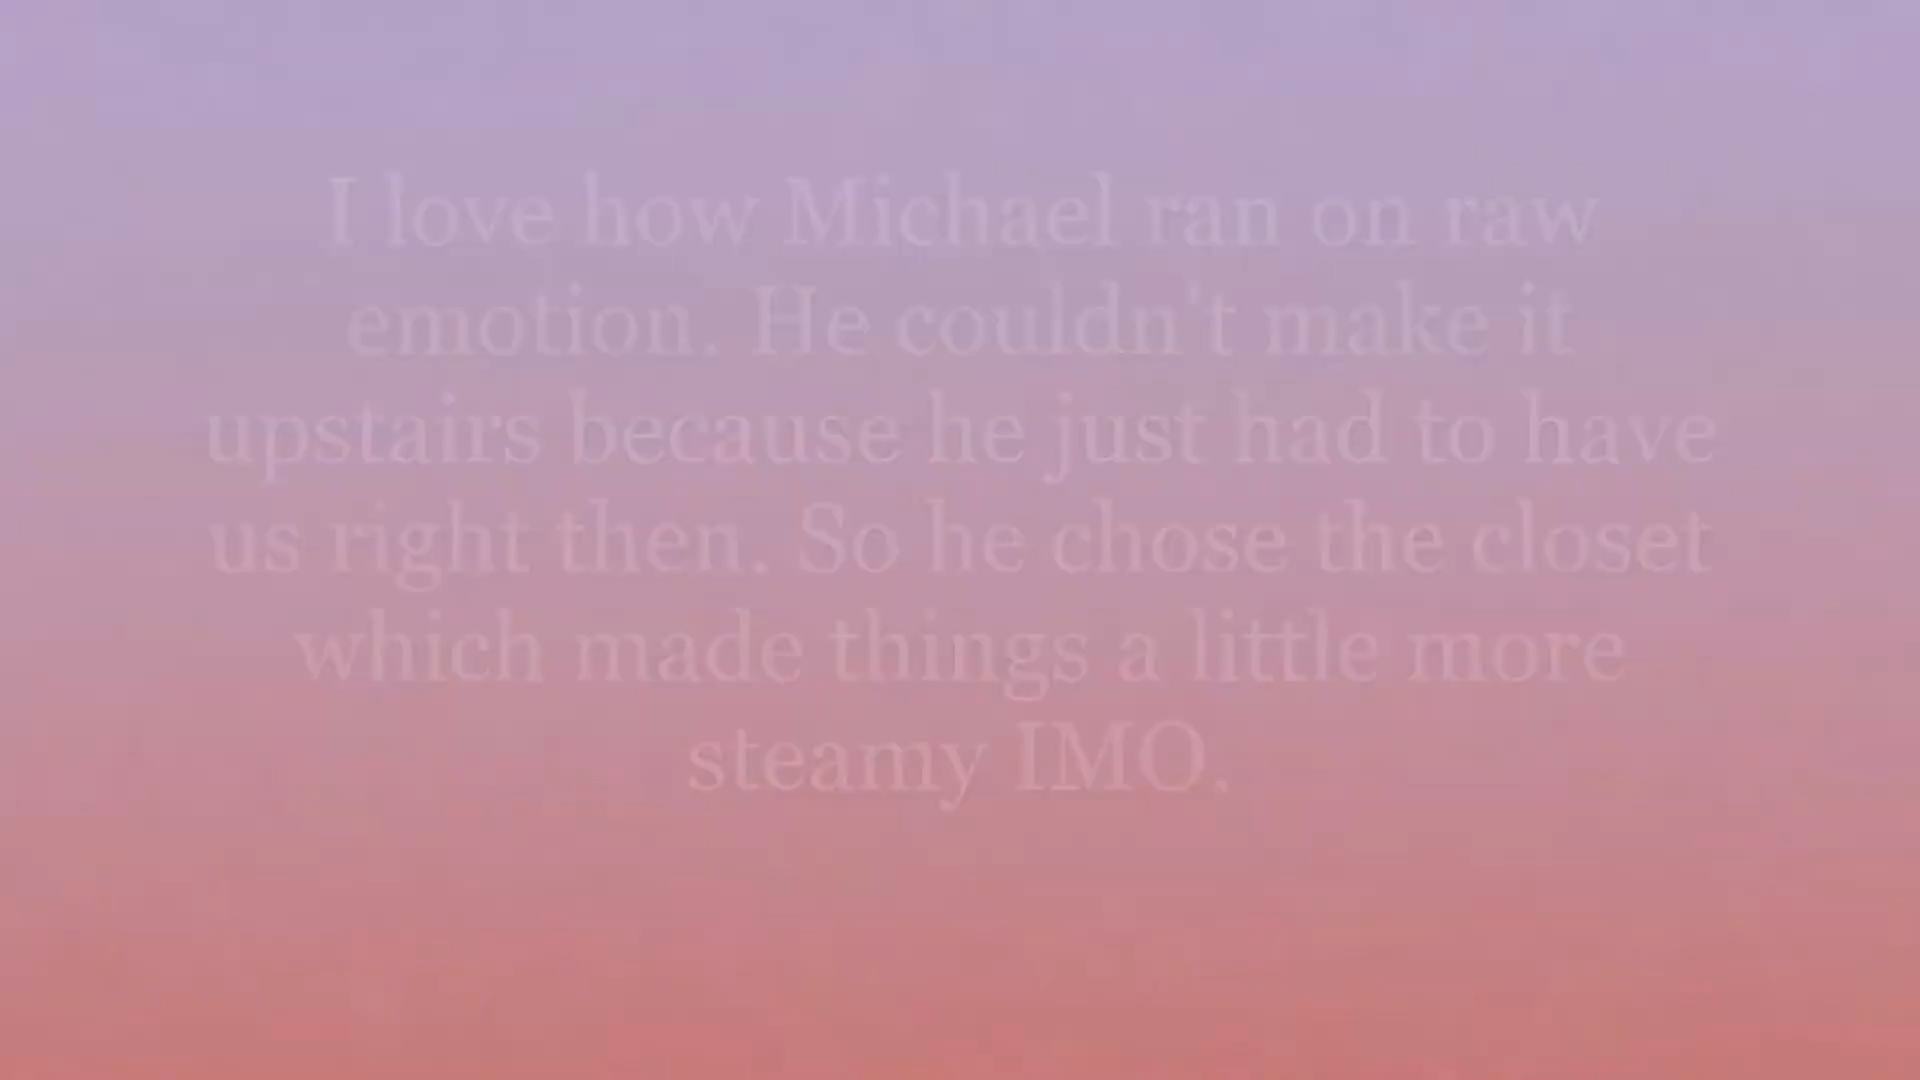 I love how Michael ran on raw
emotion. He couldn't make it
upstairs because he just had to have
us right then. So he chose the closet
which made things a little more
steamy IMO.